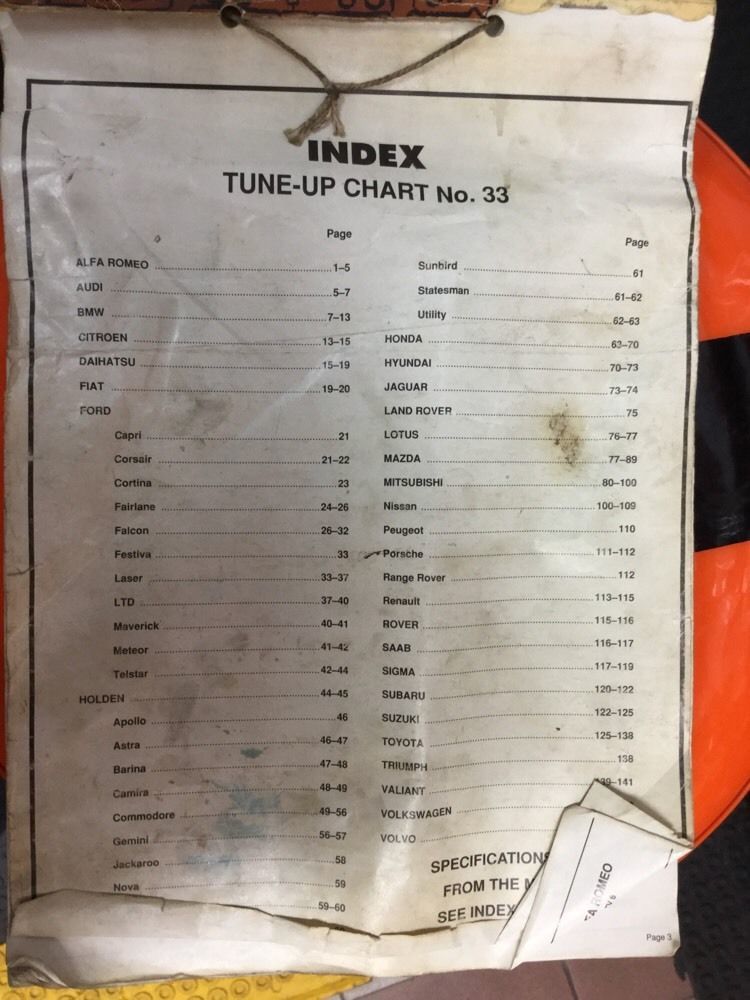 INDEX
TUNE-UP CHART No. 33
Page
ALFA ROMEO 1–5
AUDI 5–7
BMW 7–13
CITROEN 13–15
DAIHATSU 15–19
FIAT 19–20
FORD
Capri 21
Corsair 21–22
Cortina 23
Fairlane 24–26
Falcon 26–32
Festiva 33
Laser 33–37
LTD 37–40
Maverick 40–41
Meteor 41–42
Telstar 42–44
HOLDEN 44–45
Apollo 46
Astra 46–47
Barina 47–48
Camira 48–49
Commodore 49–56
Gemini 56–57
Jackaroo 58
Nova 59
59–60
Page
Sunbird 61
Statesman 61–62
Utility 62–63
HONDA 63–70
HYUNDAI 70–73
JAGUAR 73–74
LAND ROVER 75
LOTUS 76–77
MAZDA 77–89
MITSUBISHI 80–100
Nissan 100–109
Peugeot 110
Porsche 111–112
Range Rover 112
Renault 113–115
ROVER 115–116
SAAB 116–117
SIGMA 117–119
SUBARU 120–122
SUZUKI 122–125
TOYOTA 125–138
TRIUMPH 138
VALIANT 139–141
VOLKSWAGEN
VOLVO
SPECIFICATIONS
FROM THE
SEE INDEX
ROMEO
Page 3